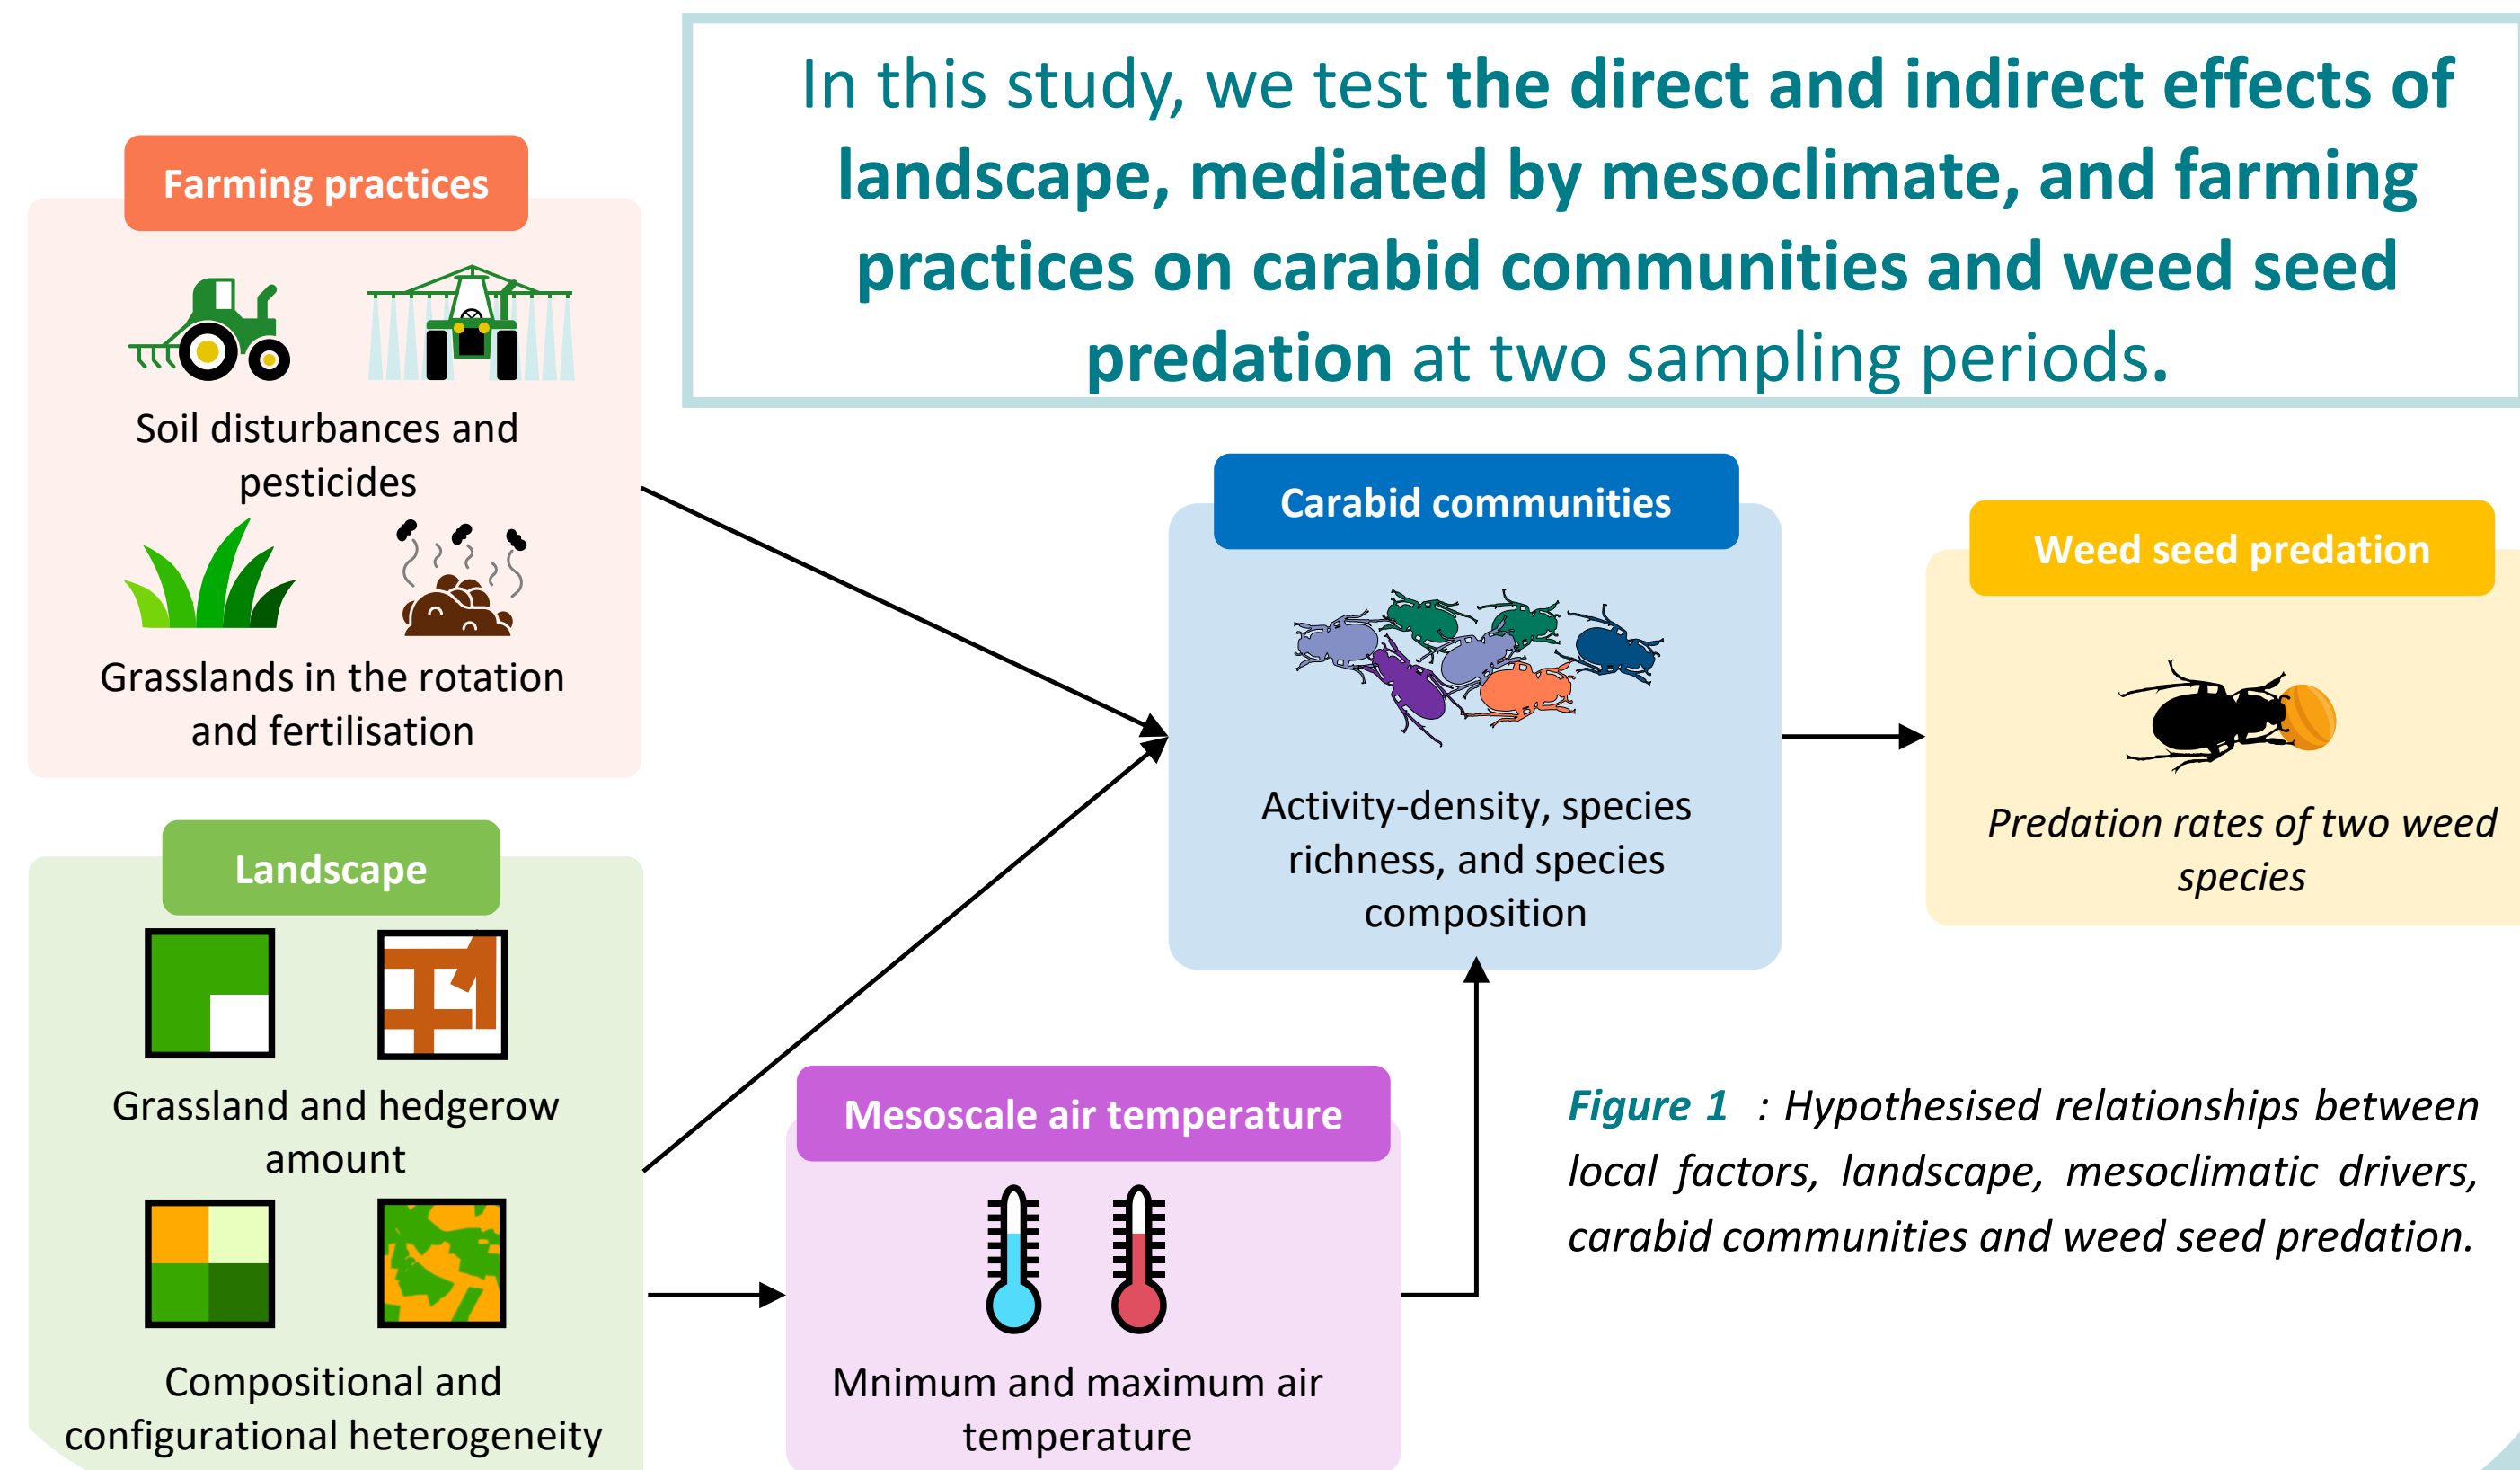 In this study, we test the direct and indirect effects of
landscape, mediated by mesoclimate, and farming
practices on carabid communities and weed seed
predation at two sampling periods.
Farming practices
Soil disturbances and
pesticides
Grasslands in the rotation
and fertilisation
Landscape
Grassland and hedgerow
amount
Compositional and
configurational heterogeneity
Mesoscale air temperature
Mnimum and maximum air
temperature
Carabid communities
Activity-density, species
richness, and species
composition
Weed seed predation
Predation rates of two weed
species
Figure 1 : Hypothesised relationships between
local factors, landscape, mesoclimatic drivers,
carabid communities and weed seed predation.